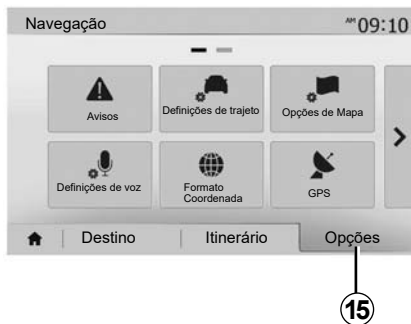 Navegação
AM 09:10
Avisos
Definições de trajeto
Opções de Mapa
Definições de voz
Formato
Coordenada
GPS
Destino
Itinerário
Opções
15